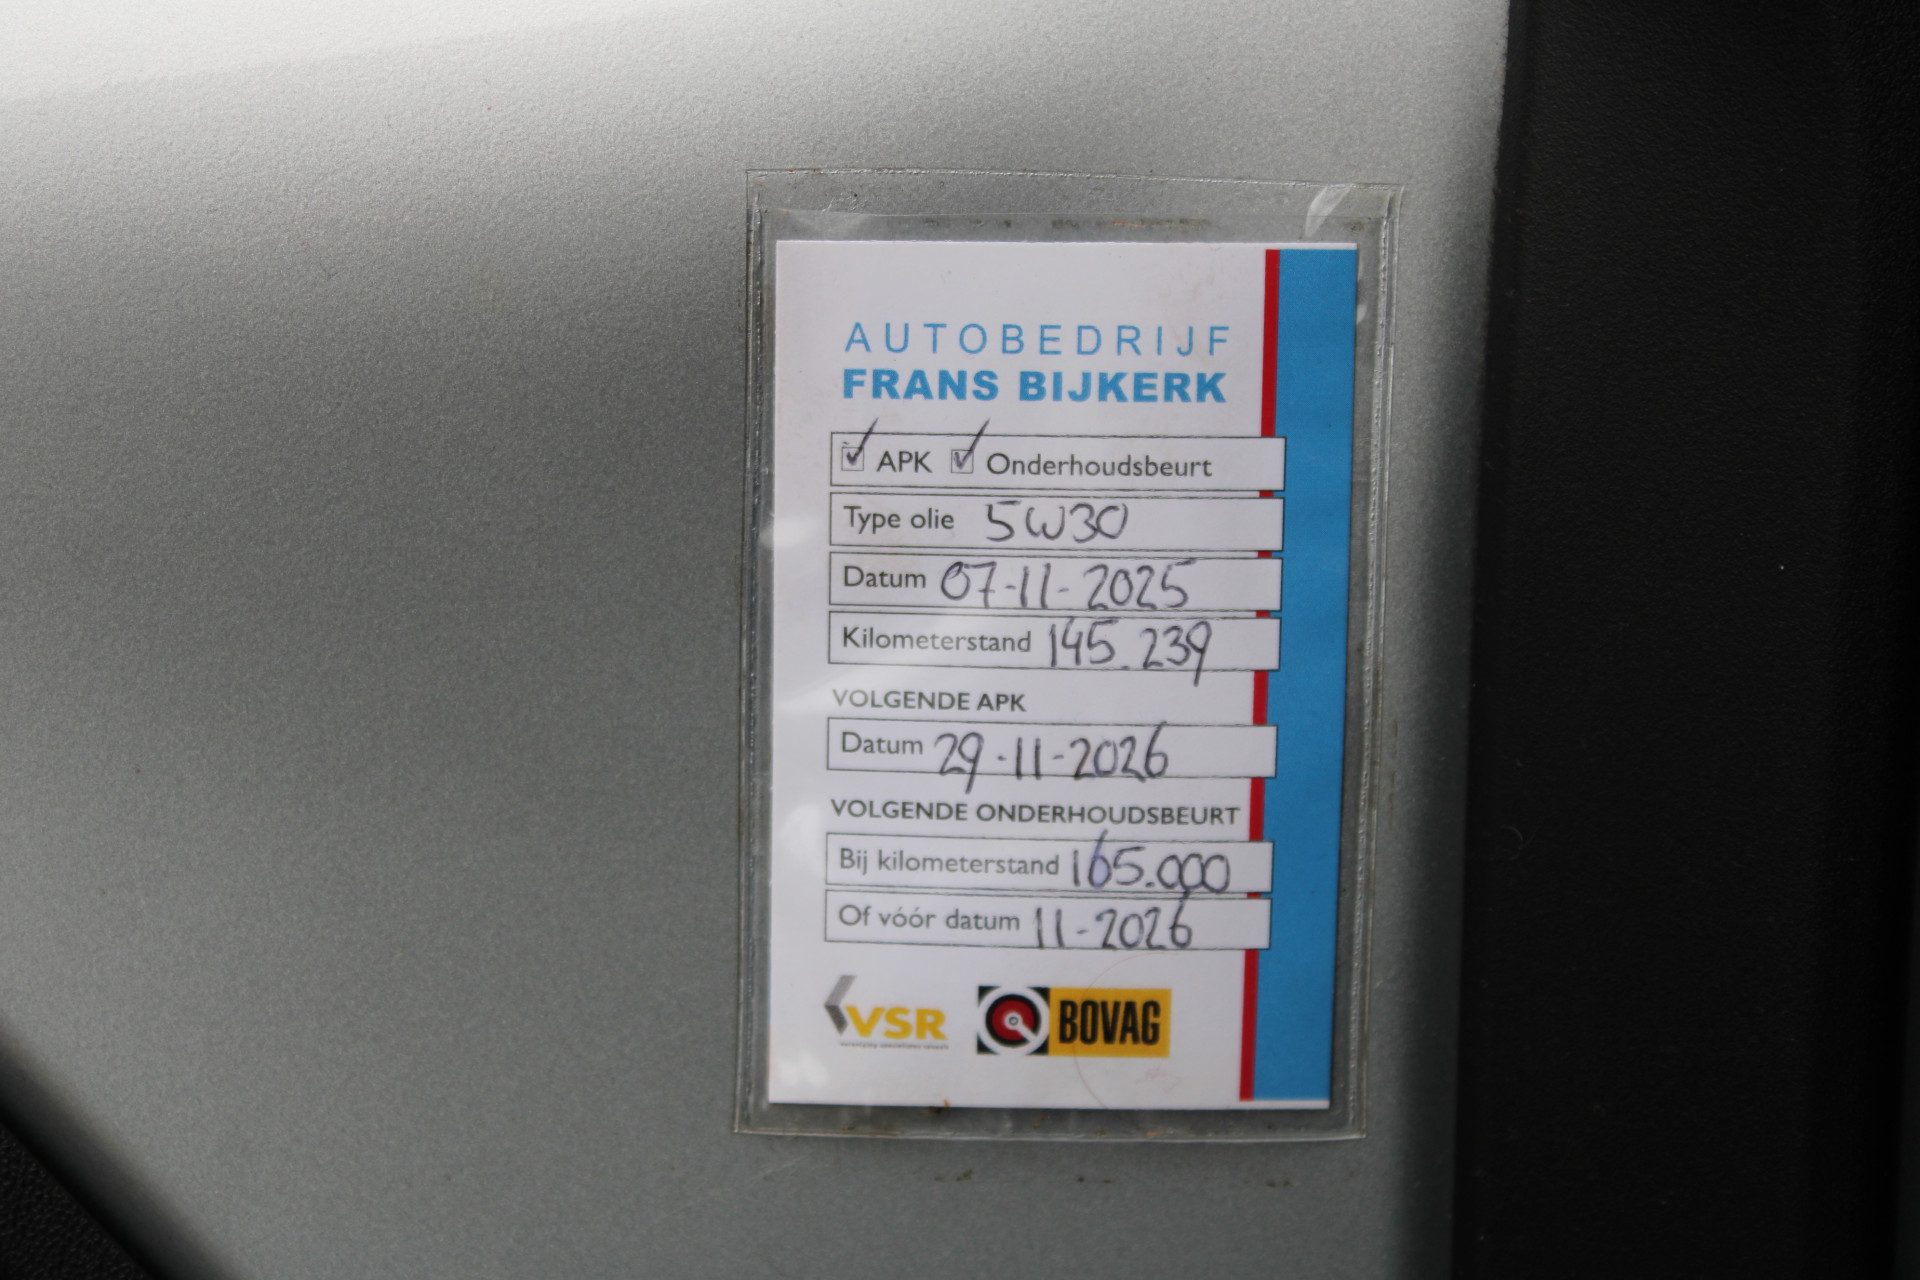 AUTOBEDRIJF
FRANS BIJKERK
APK Onderhoudsbeurt
Type olie 5W30
Datum 07-11-2025
Kilometerstand 145.239
VOLGENDE APK
Datum 29-11-2026
VOLGENDE ONDERHOUDSBEURT
Bij kilometerstand 165.000
Of vóór datum 11-2026
VSR BOVAG